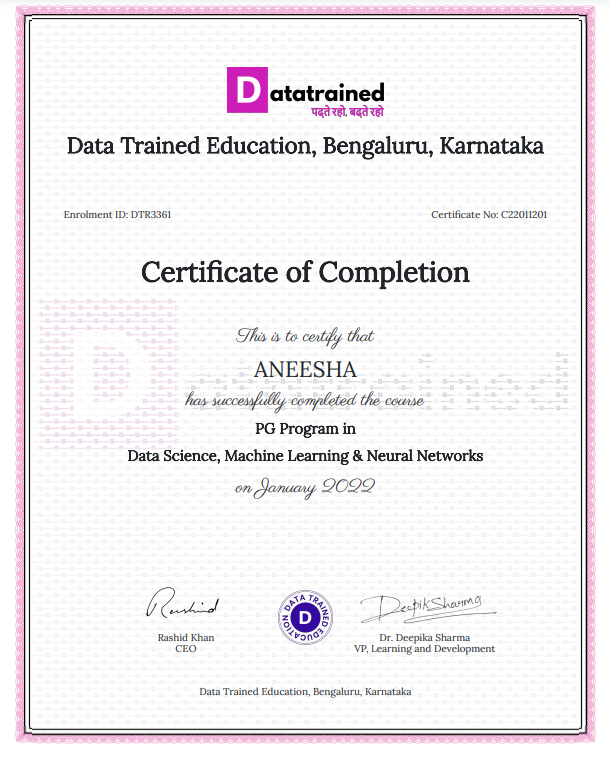 Datatrained
पढ़ते रहो, बढ़ते रहो
Data Trained Education, Bengaluru, Karnataka
Enrolment ID: DTR3361
Certificate No: C22011201
Certificate of Completion
This is to certify that
ANEESHA
has successfully completed the course
PG Program in
Data Science, Machine Learning & Neural Networks
on January 2022
Rashid
DATA TRAINED EDUCATION
D
Deepik Sharma
Rashid Khan
CEO
Dr. Deepika Sharma
VP, Learning and Development
Data Trained Education, Bengaluru, Karnataka